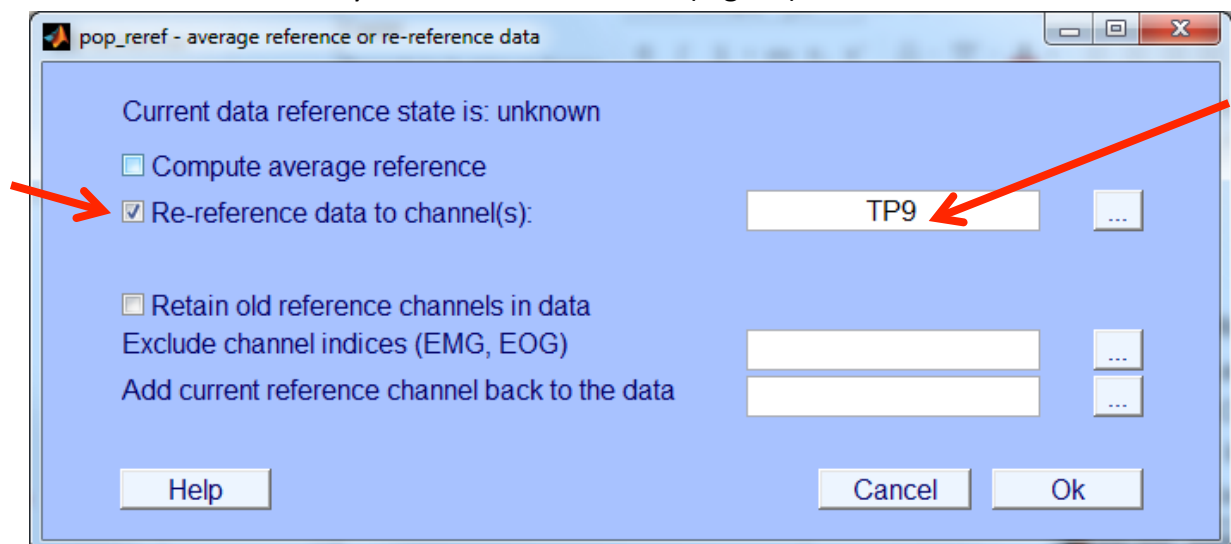 pop_reref - average reference or re-reference data
Current data reference state is: unknown
Compute average reference
Re-reference data to channel(s): TP9 ...
Retain old reference channels in data
Exclude channel indices (EMG, EOG) ...
Add current reference channel back to the data ...
Help Cancel Ok